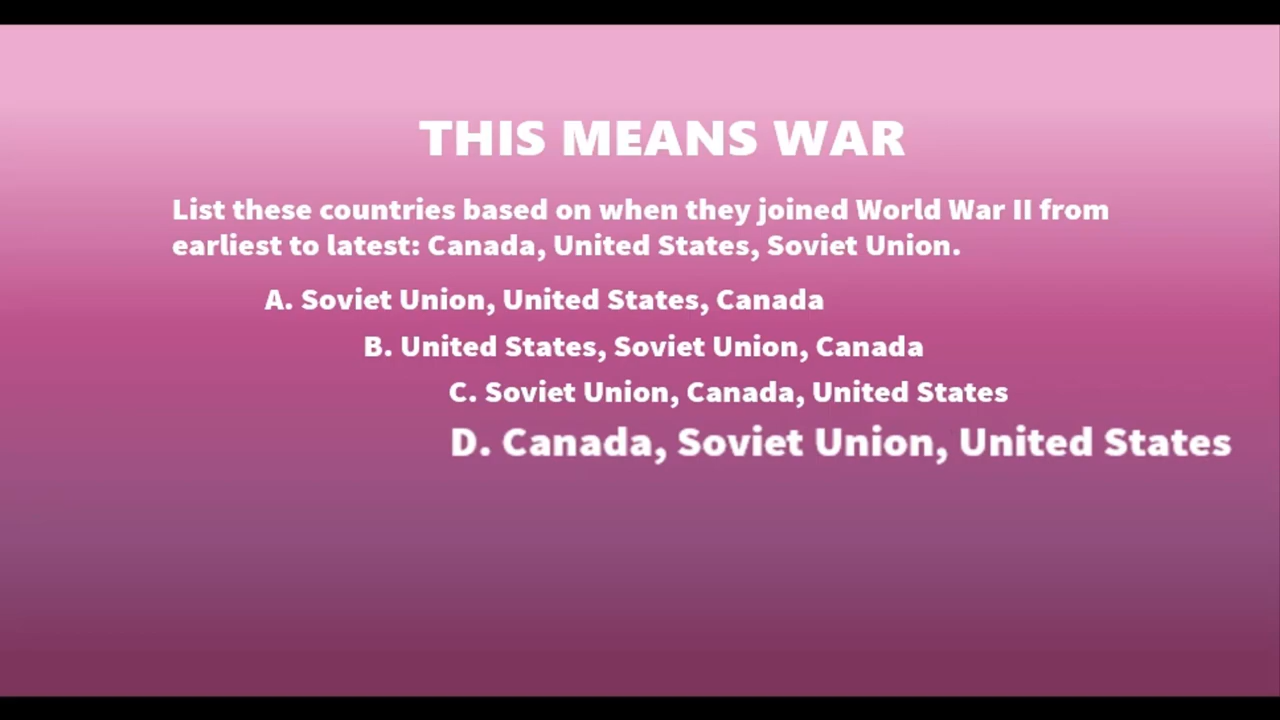 THIS MEANS WAR
List these countries based on when they joined World War II from
earliest to latest: Canada, United States, Soviet Union.
A. Soviet Union, United States, Canada
B. United States, Soviet Union, Canada
C. Soviet Union, Canada, United States
D. Canada, Soviet Union, United States